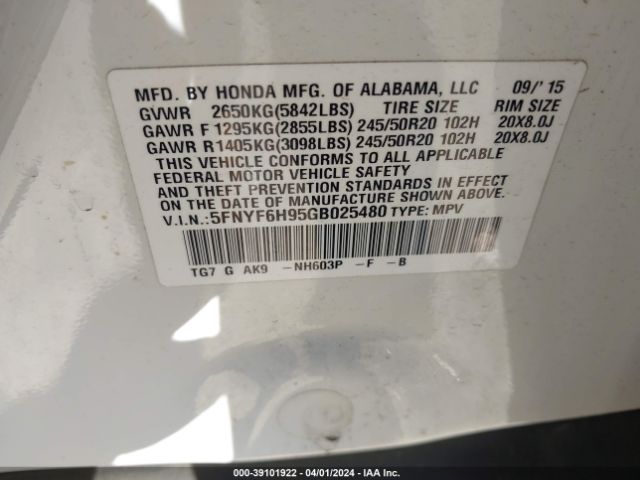 MFD. BY HONDA MFG. OF ALABAMA, LLC 09/'15
GVWR 2650KG(5842LBS) TIRE SIZE RIM SIZE
GAWR F 1295KG(2855LBS) 245/50R20 102H 20X8.0J
GAWR R 1405KG(3098LBS) 245/50R20 102H 20X8.0J
THIS VEHICLE CONFORMS TO ALL APPLICABLE
FEDERAL MOTOR VEHICLE SAFETY
AND THEFT PREVENTION STANDARDS IN EFFECT
ON THE DATE OF MANUFACTURE SHOWN ABOVE.
V.I.N.:5FNYF6H95GB025480 TYPE: MPV
TG7 G AK9 -NH603P -F -B
000-39101922 - 04/01/2024 - IAA Inc.